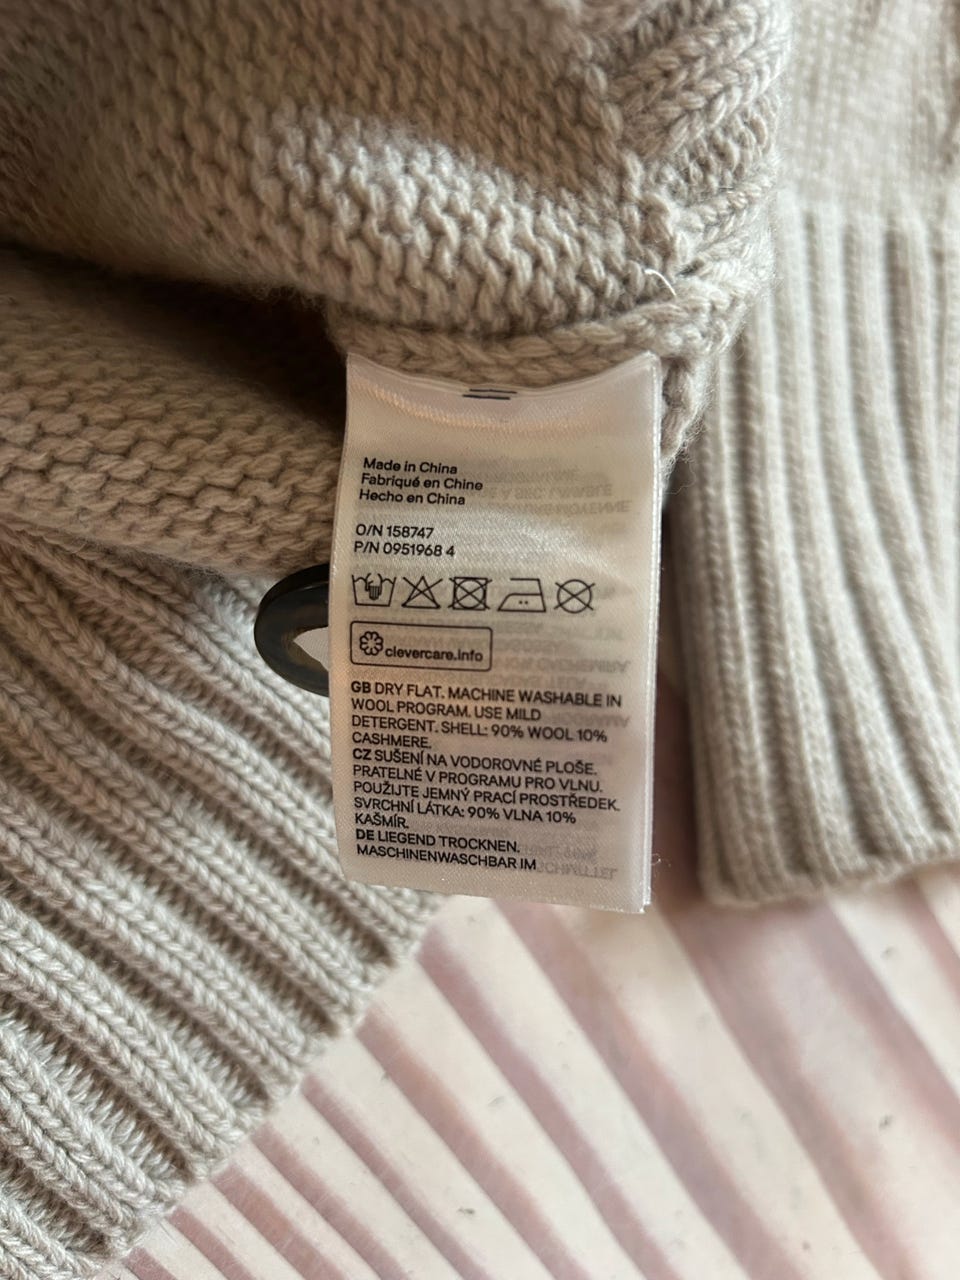 Made in China
Fabriqué en Chine
Hecho en China
O/N 158747
P/N 0951968 4
clevercare.info
GB DRY FLAT. MACHINE WASHABLE IN
WOOL PROGRAM. USE MILD
DETERGENT. SHELL: 90% WOOL 10%
CASHMERE.
CZ SUŠENÍ NA VODOROVNÉ PLOŠE.
PRATELNÉ V PROGRAMU PRO VLNU.
POUŽIJTE JEMNÝ PRACÍ PROSTŘEDEK.
SVRCHNÍ LÁTKA: 90% VLNA 10%
KAŠMÍR.
DE LIEGEND TROCKNEN.
MASCHINENWASCHBAR IM